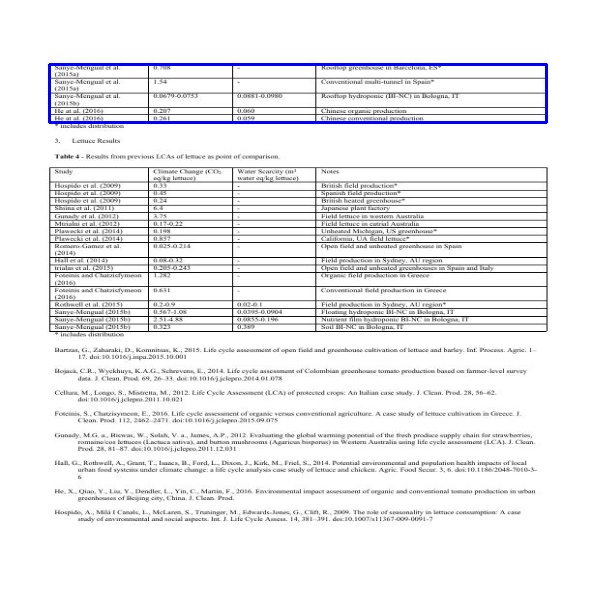 Sanye-Mengual et al. 0.708 - Rooftop greenhouse in Barcelona, ES*
(2015a)
Sanye-Mengual et al. 1.54 - Conventional multi-tunnel in Spain*
(2015a)
Sanye-Mengual et al. 0.0679-0.0753 0.0881-0.0980 Rooftop hydroponic (BI-NC) in Bologna, IT
(2015b)
He at al. (2016) 0.207 0.060 Chinese organic production
He at al. (2016) 0.261 0.059 Chinese conventional production
* includes distribution
3. Lettuce Results
Table 4 - Results from previous LCAs of lettuce as point of comparison.
Study Climate Change (CO₂ Water Scarcity (m³ Notes
eq/kg lettuce) water eq/kg lettuce)
Hospido et al. (2009) 0.33 - British field production*
Hospido et al. (2009) 0.45 - Spanish field production*
Hospido et al. (2009) 0.24 - British heated greenhouse*
Shiina et al. (2011) 6.4 - Japanese plant factory
Gunady et al. (2012) 3.75 - Field lettuce in western Australia
(2012) 0.17-0.22 - Field lettuce in Australia
Plawecki et al. (2014) 0.198 - Unheated Michigan, US greenhouse*
Plawecki et al. (2014) 0.857 - California, UA field lettuce*
Romero-Gamez et al. 0.025-0.214 - Open field and unheated greenhouse in Spain
(2014)
Hall et al. (2014) 0.08-0.32 - Field production in Sydney, AU region
et al. (2015) 0.205-0.243 - Open field and unheated greenhouses in Spain and Italy
Foteinis and Chatzisfymeon 1.282 - Organic field production in Greece
(2016)
Foteinis and Chatzisfymeon 0.631 - Conventional field production in Greece
(2016)
Rothwell et al. (2015) 0.2-0.9 0.02-0.1 Field production in Sydney, AU region*
Sanye-Mengual (2015b) 0.567-1.08 0.0395-0.0904 Floating hydroponic BI-NC in Bologna, IT
Sanye-Mengual (2015b) 2.51-4.88 0.0855-0.196 Nutrient film hydroponic BI-NC in Bologna, IT
Sanye-Mengual (2015b) 0.323 0.389 Soil BI-NC in Bologna, IT
* includes distribution
Bartzas, G., Zaharaki, D., Komnitsas, K., 2015. Life cycle assessment of open field and greenhouse cultivation of lettuce and barley. Inf. Process. Agric. 1–
17. doi:10.1016/j.inpa.2015.10.001
Bojacá, C.R., Wyckhuys, K.A.G., Schrevens, E., 2014. Life cycle assessment of Colombian greenhouse tomato production based on farmer-level survey
data. J. Clean. Prod. 69, 26–33. doi:10.1016/j.jclepro.2014.01.078
Cellura, M., Longo, S., Mistretta, M., 2012. Life Cycle Assessment (LCA) of protected crops: An Italian case study. J. Clean. Prod. 28, 56–62.
doi:10.1016/j.jclepro.2011.10.021
Foteinis, S., Chatzisymeon, E., 2016. Life cycle assessment of organic versus conventional agriculture. A case study of lettuce cultivation in Greece. J.
Clean. Prod. 112, 2462–2471. doi:10.1016/j.jclepro.2015.09.075
Gunady, M.G. a., Biswas, W., Solah, V. a., James, A.P., 2012. Evaluating the global warming potential of the fresh produce supply chain for strawberries,
romaine/cos lettuces (Lactuca sativa), and button mushrooms (Agaricus bisporus) in Western Australia using life cycle assessment (LCA). J. Clean.
Prod. 28, 81–87. doi:10.1016/j.jclepro.2011.12.031
Hall, G., Rothwell, A., Grant, T., Isaacs, B., Ford, L., Dixon, J., Kirk, M., Friel, S., 2014. Potential environmental and population health impacts of local
urban food systems under climate change: a life cycle analysis case study of lettuce and chicken. Agric. Food Secur. 3, 6. doi:10.1186/2048-7010-3-
6
He, X., Qiao, Y., Liu, Y., Dendler, L., Yin, C., Martin, F., 2016. Environmental impact assessment of organic and conventional tomato production in urban
greenhouses of Beijing city, China. J. Clean. Prod.
Hospido, A., Milà I Canals, L., McLaren, S., Truninger, M., Edwards-Jones, G., Clift, R., 2009. The role of seasonality in lettuce consumption: A case
study of environmental and social aspects. Int. J. Life Cycle Assess. 14, 381–391. doi:10.1007/s11367-009-0091-7